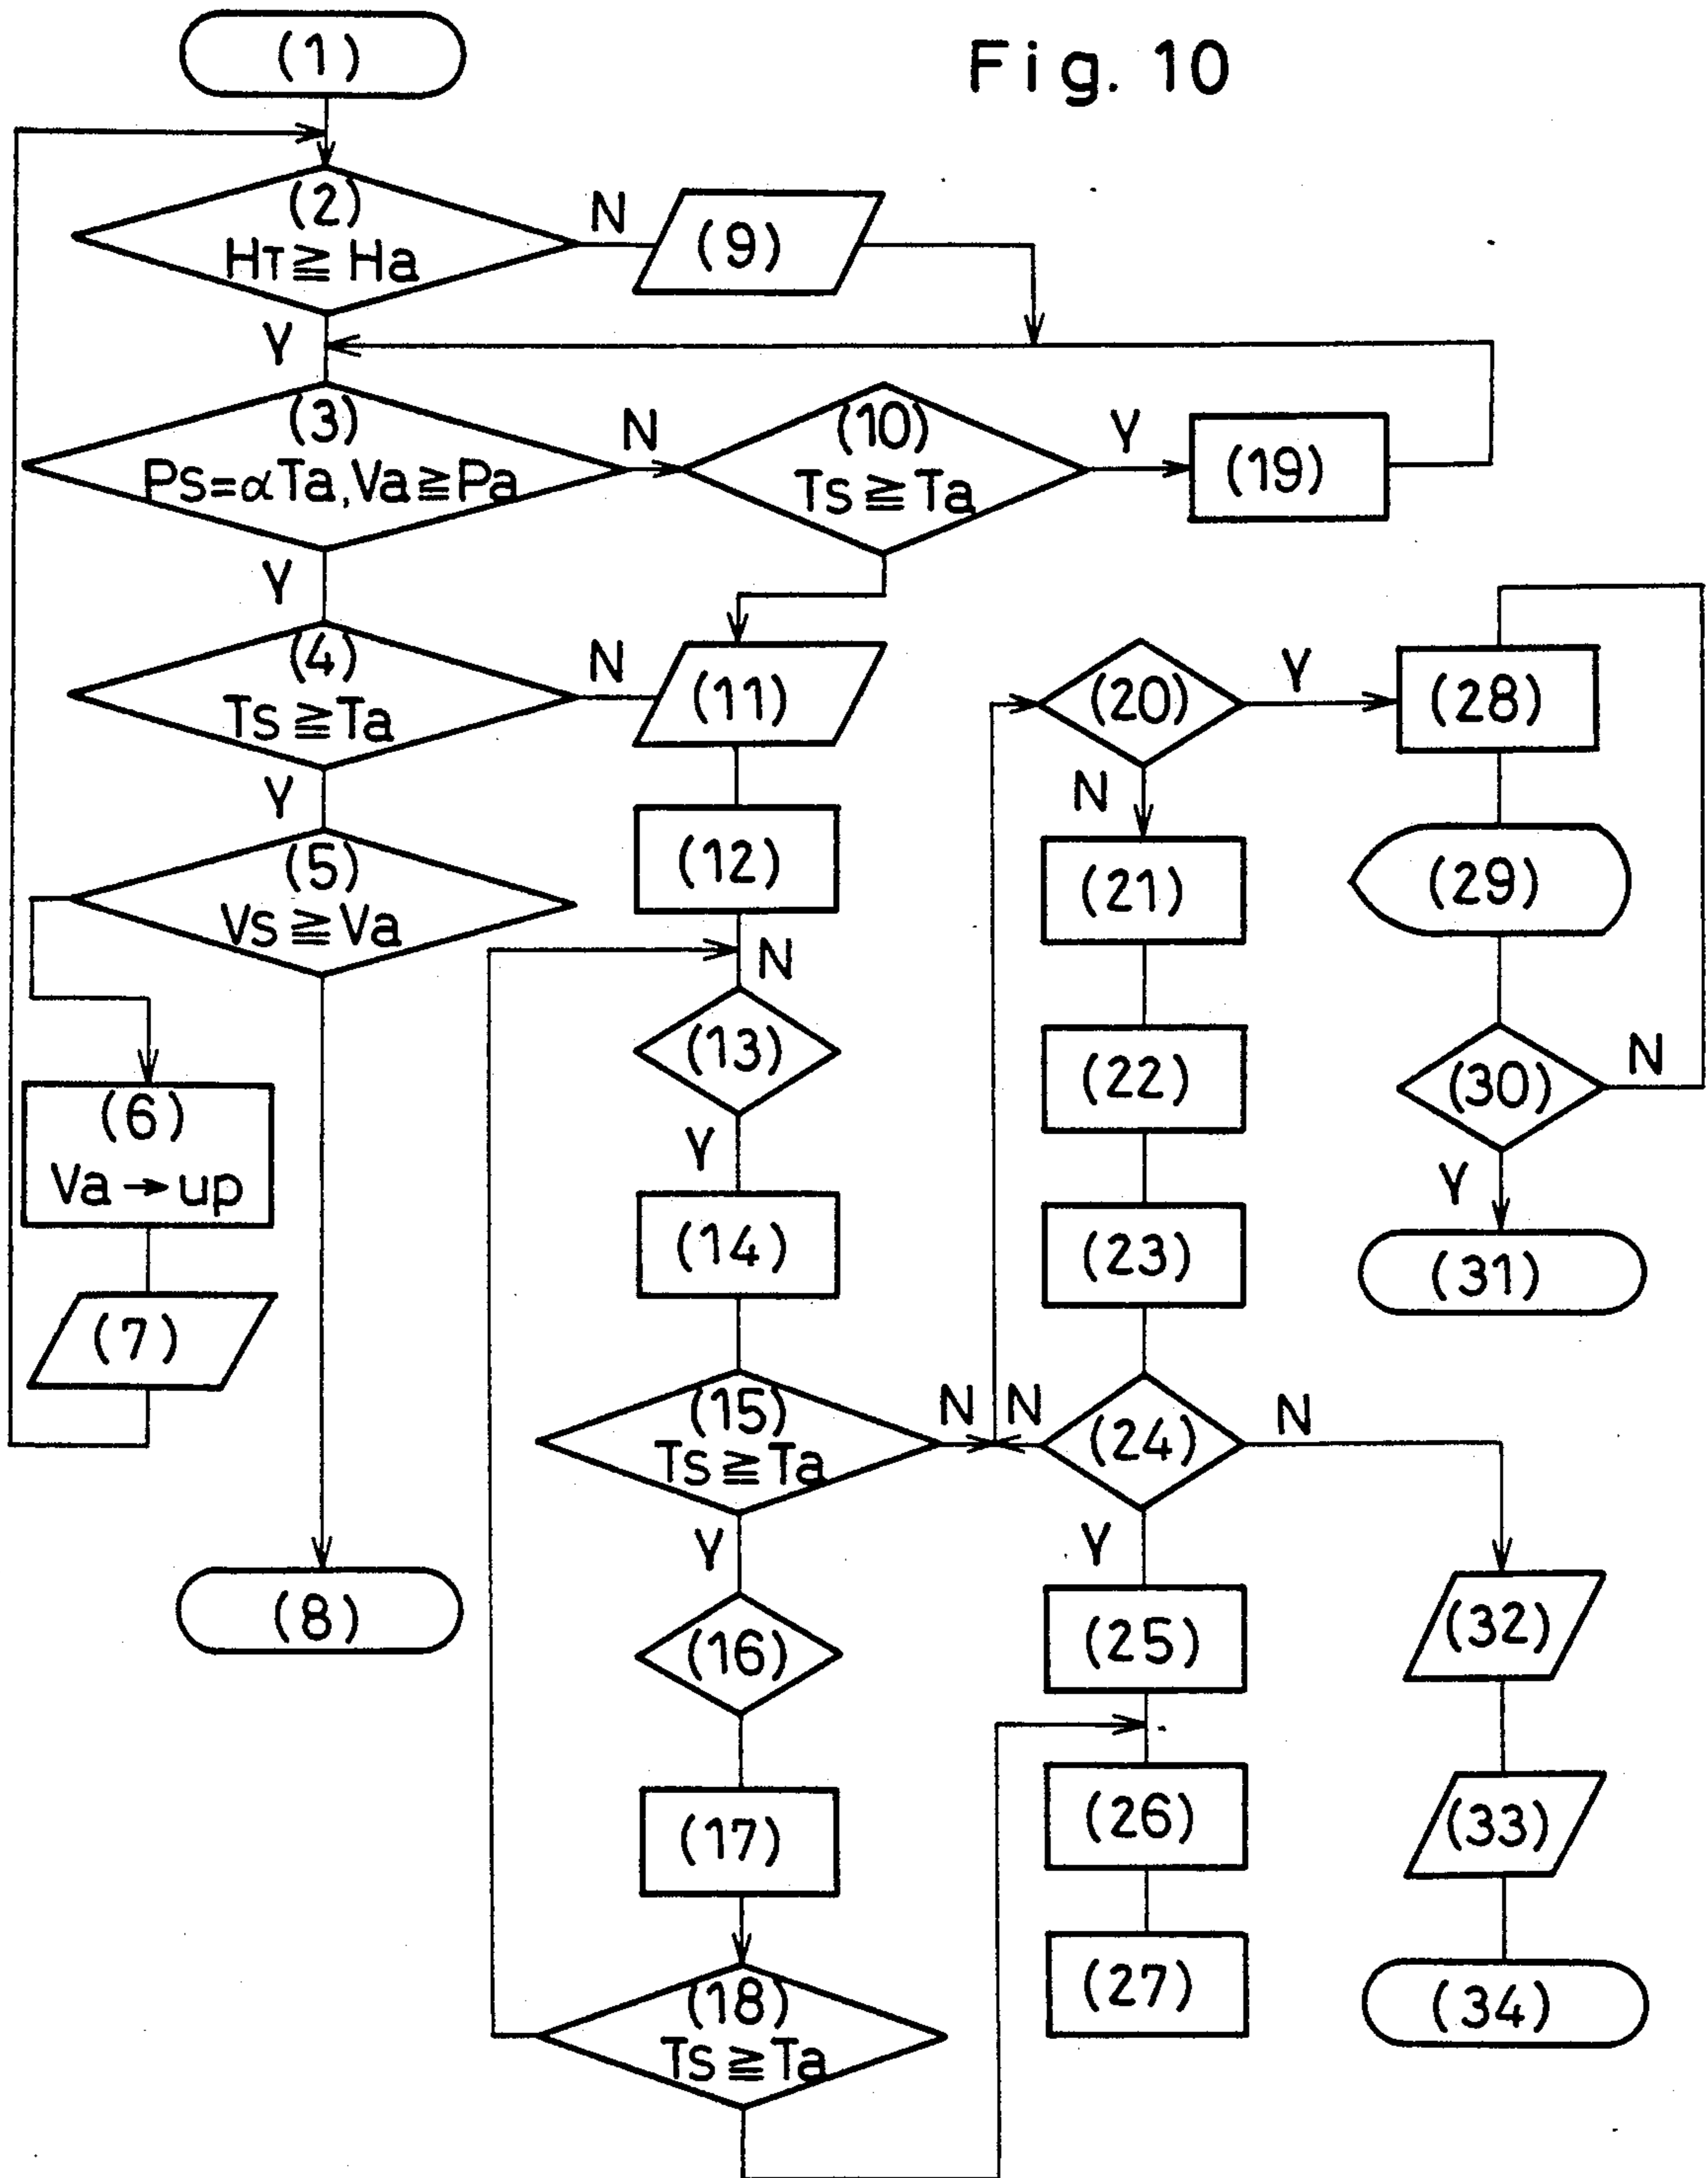 Fig. 10
(1)
(2)
HT ≧ Ha
N
(9)
Y
(3)
Ps=αTa,Va≧Pa
N
(10)
Ts≧Ta
Y
(19)
Y
(4)
Ts≧Ta
N
(11)
(20)
Y
(28)
Y
N
(12)
(21)
(29)
(5)
Vs≧Va
N
(13)
(22)
(30)
N
(6)
Va→up
Y
Y
(14)
(23)
(31)
(7)
(15)
Ts≧Ta
N
N
(24)
N
Y
Y
(8)
(16)
(25)
(32)
(17)
(26)
(33)
(18)
Ts≧Ta
(27)
(34)